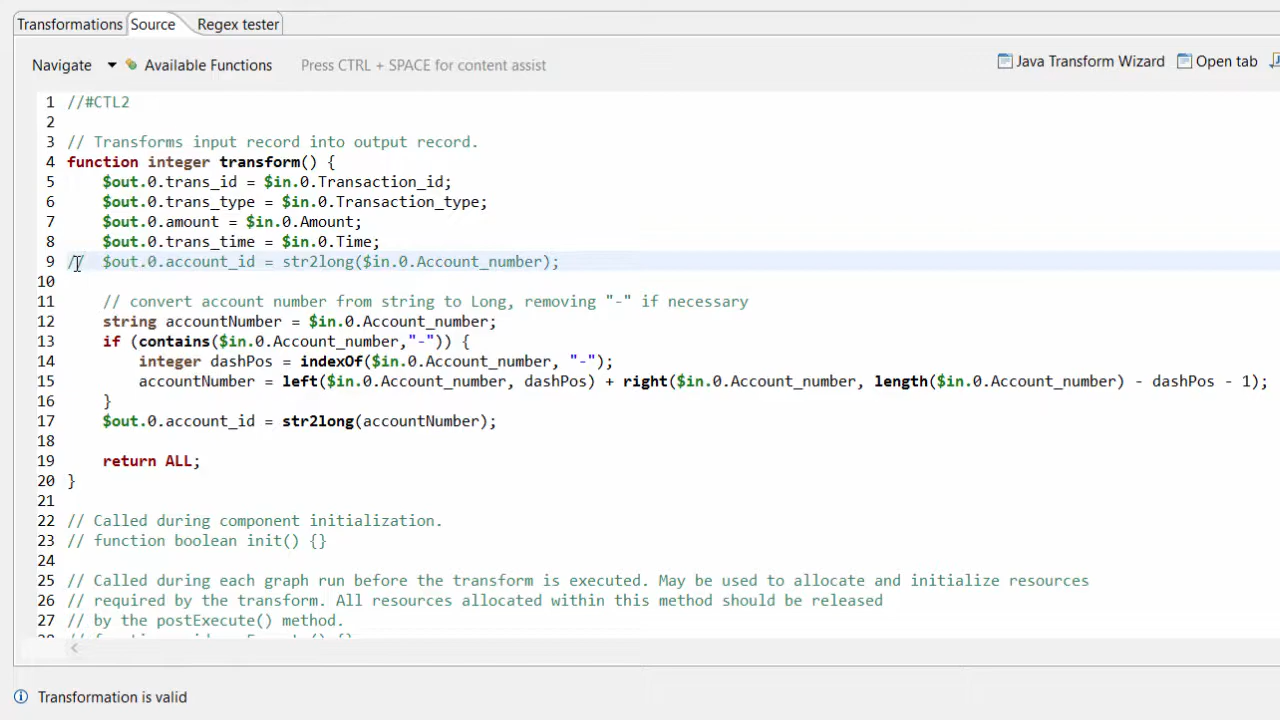 Transformations Source Regex tester
Navigate Available Functions Press CTRL + SPACE for content assist Java Transform Wizard Open tab
1 //#CTL2
2
3 // Transforms input record into output record.
4 function integer transform() {
5 $out.0.trans_id = $in.0.Transaction_id;
6 $out.0.trans_type = $in.0.Transaction_type;
7 $out.0.amount = $in.0.Amount;
8 $out.0.trans_time = $in.0.Time;
9 // $out.0.account_id = str2long($in.0.Account_number);
10
11 // convert account number from string to Long, removing "-" if necessary
12 string accountNumber = $in.0.Account_number;
13 if (contains($in.0.Account_number,"-")) {
14 integer dashPos = indexOf($in.0.Account_number, "-");
15 accountNumber = left($in.0.Account_number, dashPos) + right($in.0.Account_number, length($in.0.Account_number) - dashPos - 1);
16 }
17 $out.0.account_id = str2long(accountNumber);
18
19 return ALL;
20 }
21
22 // Called during component initialization.
23 // function boolean init() {}
24
25 // Called during each graph run before the transform is executed. May be used to allocate and initialize resources
26 // required by the transform. All resources allocated within this method should be released
27 // by the postExecute() method.
Transformation is valid